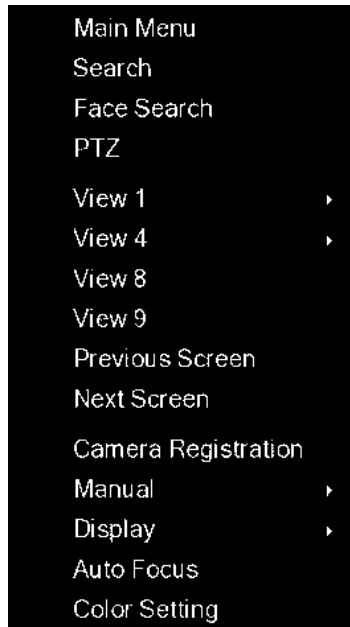 Main Menu
Search
Face Search
PTZ
View 1
View 4
View 8
View 9
Previous Screen
Next Screen
Camera Registration
Manual
Display
Auto Focus
Color Setting